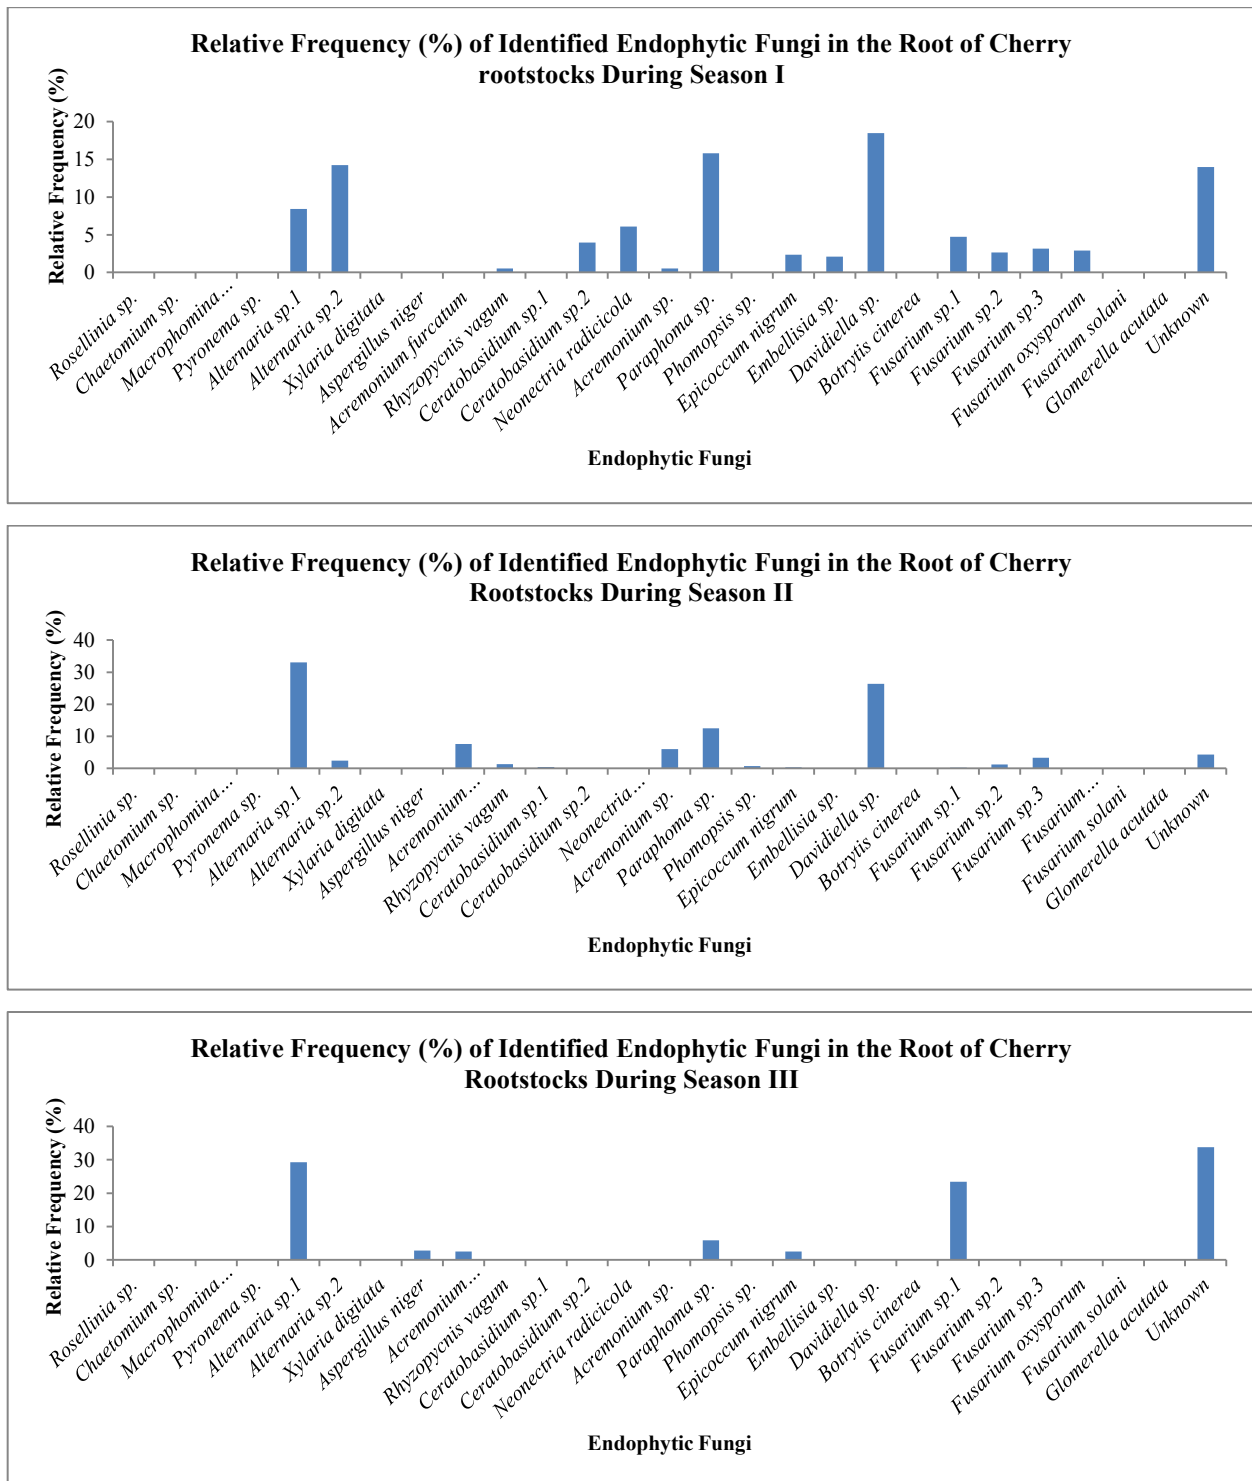 Relative Frequency (%) of Identified Endophytic Fungi in the Root of Cherry
rootstocks During Season I
Relative Frequency (%)
20
15
10
5
0
Rosellinia sp.
Chaetomium sp.
Macrophomina...
Pyronema sp.
Alternaria sp.1
Alternaria sp.2
Xylaria digitata
Aspergillus niger
Acremonium furcatum
Rhyzopycnis vagum
Ceratobasidium sp.1
Ceratobasidium sp.2
Neonectria radicicola
Acremonium sp.
Paraphoma sp.
Phomopsis sp.
Epicoccum nigrum
Embellisia sp.
Davidiella sp.
Botrytis cinerea
Fusarium sp.1
Fusarium sp.2
Fusarium sp.3
Fusarium oxysporum
Fusarium solani
Glomerella acutata
Unknown
Endophytic Fungi
Relative Frequency (%) of Identified Endophytic Fungi in the Root of Cherry
Rootstocks During Season II
Relative Frequency (%)
40
30
20
10
0
Rosellinia sp.
Chaetomium sp.
Macrophomina...
Pyronema sp.
Alternaria sp.1
Alternaria sp.2
Xylaria digitata
Aspergillus niger
Acremonium...
Rhyzopycnis vagum
Ceratobasidium sp.1
Ceratobasidium sp.2
Neonectria...
Acremonium sp.
Paraphoma sp.
Phomopsis sp.
Epicoccum nigrum
Embellisia sp.
Davidiella sp.
Botrytis cinerea
Fusarium sp.1
Fusarium sp.2
Fusarium sp.3
Fusarium...
Fusarium solani
Glomerella acutata
Unknown
Endophytic Fungi
Relative Frequency (%) of Identified Endophytic Fungi in the Root of Cherry
Rootstocks During Season III
Relative Frequency (%)
40
30
20
10
0
Rosellinia sp.
Chaetomium sp.
Macrophomina...
Pyronema sp.
Alternaria sp.1
Alternaria sp.2
Xylaria digitata
Aspergillus niger
Acremonium...
Rhyzopycnis vagum
Ceratobasidium sp.1
Ceratobasidium sp.2
Neonectria radicicola
Acremonium sp.
Paraphoma sp.
Phomopsis sp.
Epicoccum nigrum
Embellisia sp.
Davidiella sp.
Botrytis cinerea
Fusarium sp.1
Fusarium sp.2
Fusarium sp.3
Fusarium oxysporum
Fusarium solani
Glomerella acutata
Unknown
Endophytic Fungi